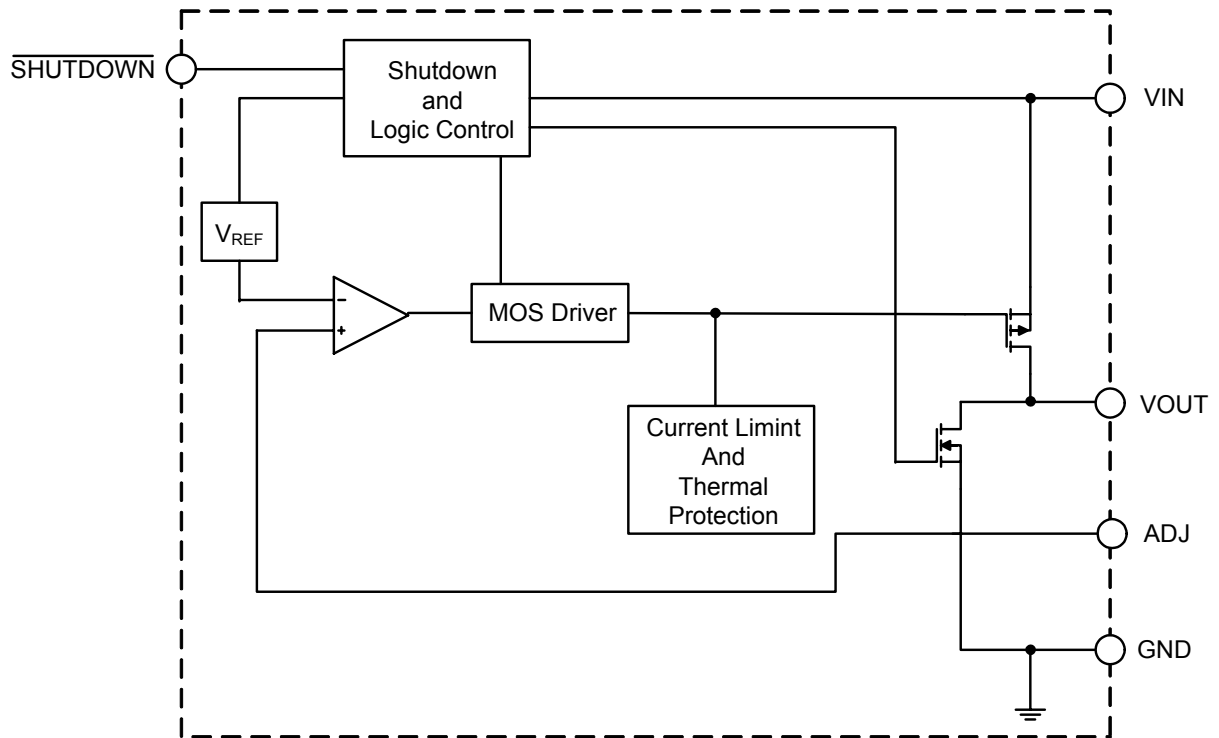 SHUTDOWN
Shutdown
and
Logic Control
VIN
VREF
-
+
MOS Driver
VOUT
Current Limint
And
Thermal
Protection
ADJ
GND